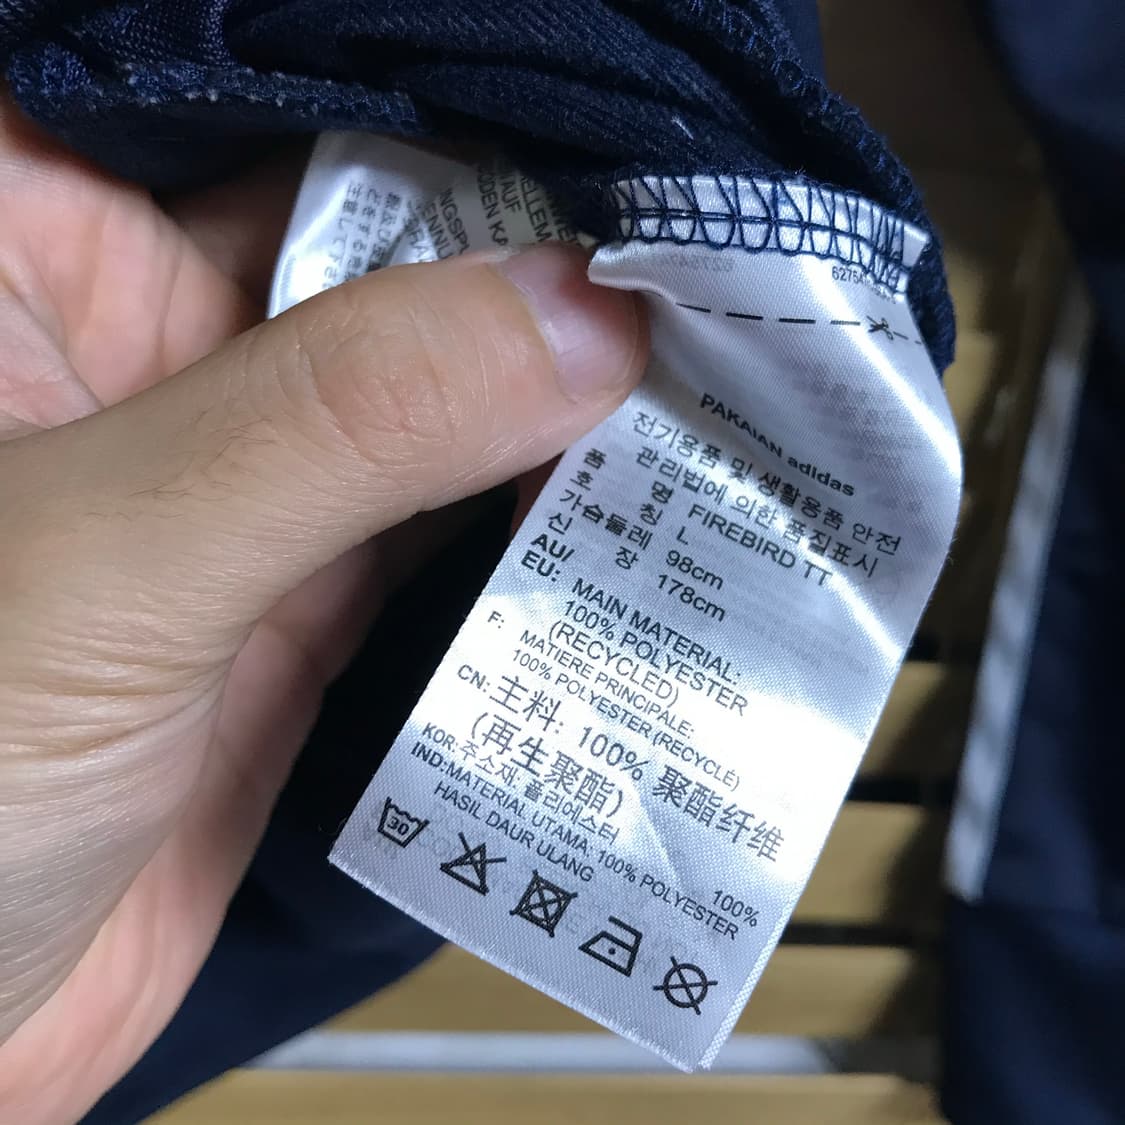 PAKAIAN adidas
전기용품 및 생활용품 안전
관리법에 의한 품질표시
품 명 FIREBIRD TT
호 칭 L
가슴둘레 98cm
신 장 178cm
AU/
EU: MAIN MATERIAL:
100% POLYESTER
(RECYCLED)
F: MATIERE PRINCIPALE:
100% POLYESTER (RECYCLÉ)
CN: 主料: 100% 聚酯纤维
(再生聚酯)
KOR: 주소재: 폴리에스터 100%
IND: MATERIAL UTAMA: 100% POLYESTER
HASIL DAUR ULANG
30